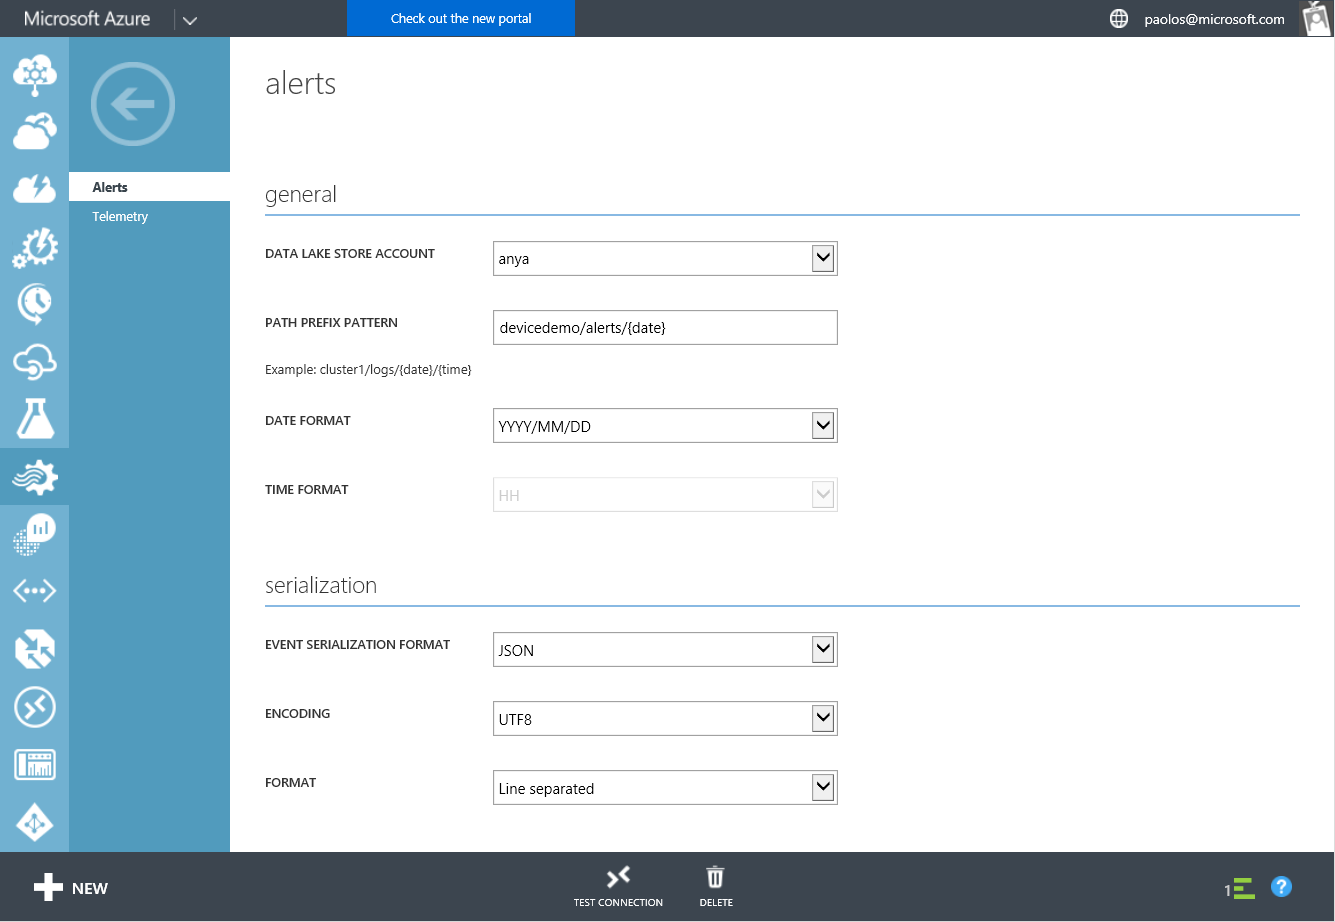 Microsoft Azure
Check out the new portal
paolos@microsoft.com
Alerts
Telemetry
alerts
general
DATA LAKE STORE ACCOUNT
anya
PATH PREFIX PATTERN
devicedemo/alerts/{date}
Example: cluster1/logs/{date}/{time}
DATE FORMAT
YYYY/MM/DD
TIME FORMAT
HH
serialization
EVENT SERIALIZATION FORMAT
JSON
ENCODING
UTF8
FORMAT
Line separated
NEW
TEST CONNECTION
DELETE
1
?